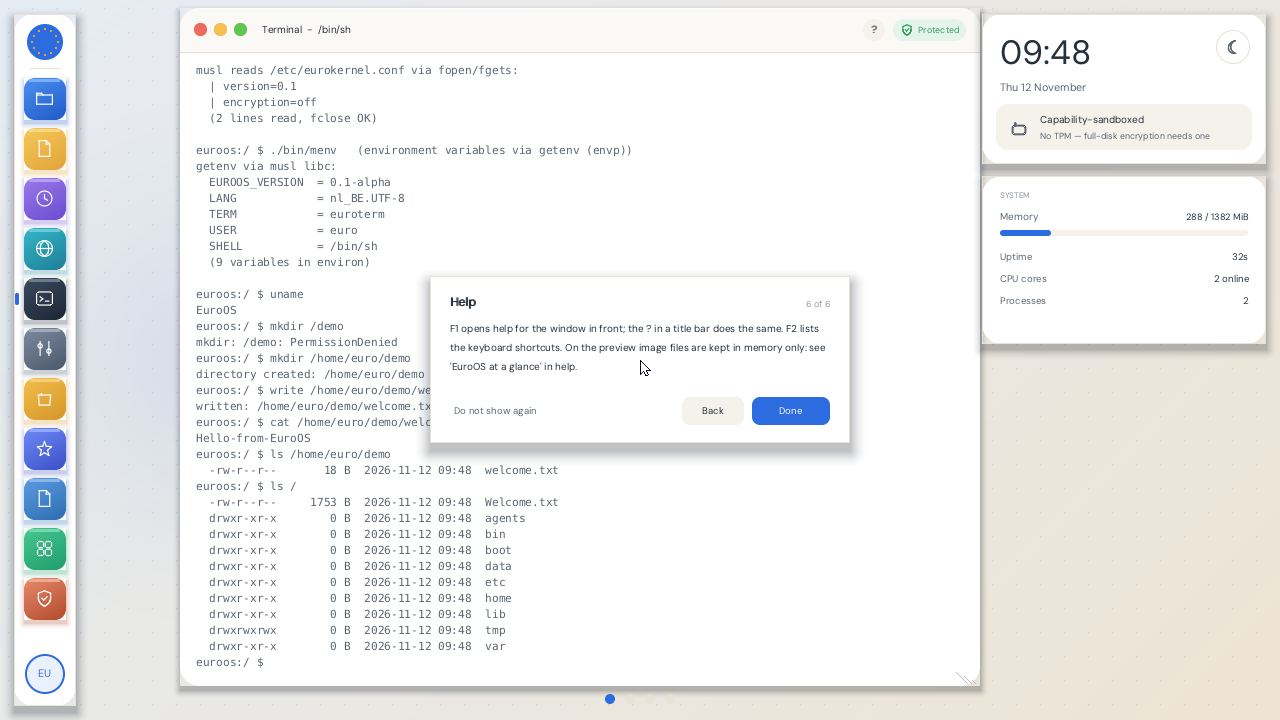 Terminal - /bin/sh
?
Protected
musl reads /etc/eurokernel.conf via fopen/fgets:
| version=0.1
| encryption=off
(2 lines read, fclose OK)
euroos:/ $ ./bin/menv   (environment variables via getenv (envp))
getenv via musl libc:
EUROOS_VERSION  = 0.1-alpha
LANG            = nl_BE.UTF-8
TERM            = euroterm
USER            = euro
SHELL           = /bin/sh
(9 variables in environ)
euroos:/ $ uname
EuroOS
euroos:/ $ mkdir /demo
mkdir: /demo: PermissionDenied
euroos:/ $ mkdir /home/euro/demo
directory created: /home/euro/demo
euroos:/ $ write /home/euro/demo/we
written: /home/euro/demo/welcome.tx
euroos:/ $ cat /home/euro/demo/welc
Hello-from-EuroOS
euroos:/ $ ls /home/euro/demo
-rw-r--r--       18 B  2026-11-12 09:48  welcome.txt
euroos:/ $ ls /
-rw-r--r--     1753 B  2026-11-12 09:48  Welcome.txt
drwxr-xr-x        0 B  2026-11-12 09:48  agents
drwxr-xr-x        0 B  2026-11-12 09:48  bin
drwxr-xr-x        0 B  2026-11-12 09:48  boot
drwxr-xr-x        0 B  2026-11-12 09:48  data
drwxr-xr-x        0 B  2026-11-12 09:48  etc
drwxr-xr-x        0 B  2026-11-12 09:48  home
drwxr-xr-x        0 B  2026-11-12 09:48  lib
drwxrwxrwx        0 B  2026-11-12 09:48  tmp
drwxr-xr-x        0 B  2026-11-12 09:48  var
euroos:/ $
Help
6 of 6
F1 opens help for the window in front; the ? in a title bar does the same. F2 lists
the keyboard shortcuts. On the preview image files are kept in memory only: see
'EuroOS at a glance' in help.
Do not show again
Back
Done
09:48
Thu 12 November
Capability-sandboxed
No TPM — full-disk encryption needs one
SYSTEM
Memory 288 / 1382 MiB
Uptime 32s
CPU cores 2 online
Processes 2
EU